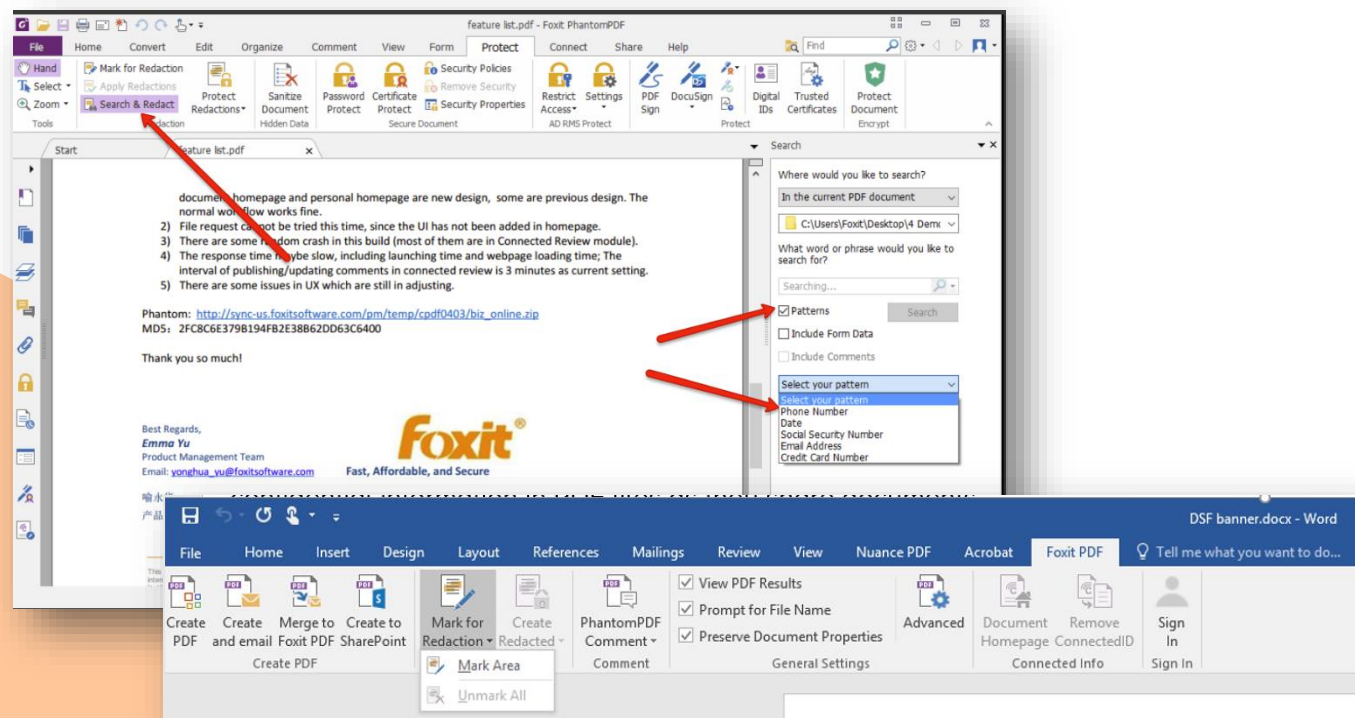 feature list.pdf - Foxit PhantomPDF
File Home Convert Edit Organize Comment View Form Protect Connect Share Help Find
Hand
Select
Zoom
Tools
Mark for Redaction
Apply Redactions
Search & Redact
Protect Redactions
Sanitize Document
Hidden Data
Password Protect
Certificate Protect
Security Policies
Remove Security
Security Properties
Secure Document
Restrict Access
Settings
AD RMS Protect
PDF Sign
DocuSign
Protect
Digital IDs
Trusted Certificates
Protect Document
Encrypt
Start
feature list.pdf
document homepage and personal homepage are new design, some are previous design. The
normal workflow works fine.
2) File request cannot be tried this time, since the UI has not been added in homepage.
3) There are some random crash in this build (most of them are in Connected Review module).
4) The response time maybe slow, including launching time and webpage loading time; The
interval of publishing/updating comments in connected review is 3 minutes as current setting.
5) There are some issues in UX which are still in adjusting.
Phantom: http://sync-us.foxitsoftware.com/pm/temp/cpdf0403/biz_online.zip
MD5: 2FC8C6E379B194FB2E38B62DD63C6400
Thank you so much!
Best Regards,
Emma Yu
Product Management Team
Email: yonghua_yu@foxitsoftware.com
foxit®
Fast, Affordable, and Secure
喻永
产品
Search
Where would you like to search?
In the current PDF document
C:\Users\Foxit\Desktop\4 Dem
What word or phrase would you like to
search for?
Searching...
Patterns
Search
Include Form Data
Include Comments
Select your pattern
Select your pattern
Phone Number
Date
Social Security Number
Email Address
Credit Card Number
DSF banner.docx - Word
File Home Insert Design Layout References Mailings Review View Nuance PDF Acrobat Foxit PDF Tell me what you want to do...
Create PDF
Create and email
Merge to Foxit PDF
Create to SharePoint
Create PDF
Mark for Redaction
Create Redacted
Mark Area
Unmark All
PhantomPDF Comment
Comment
View PDF Results
Prompt for File Name
Preserve Document Properties
Advanced
General Settings
Document Homepage
Remove ConnectedID
Connected Info
Sign In
Sign In